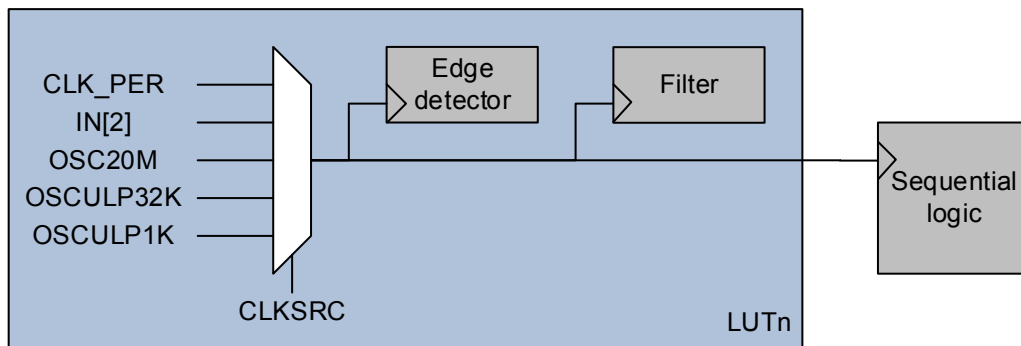 CLK_PER
IN[2]
OSC20M
OSCULP32K
OSCULP1K
CLKSRC
Edge
detector
Filter
Sequential
logic
LUTn